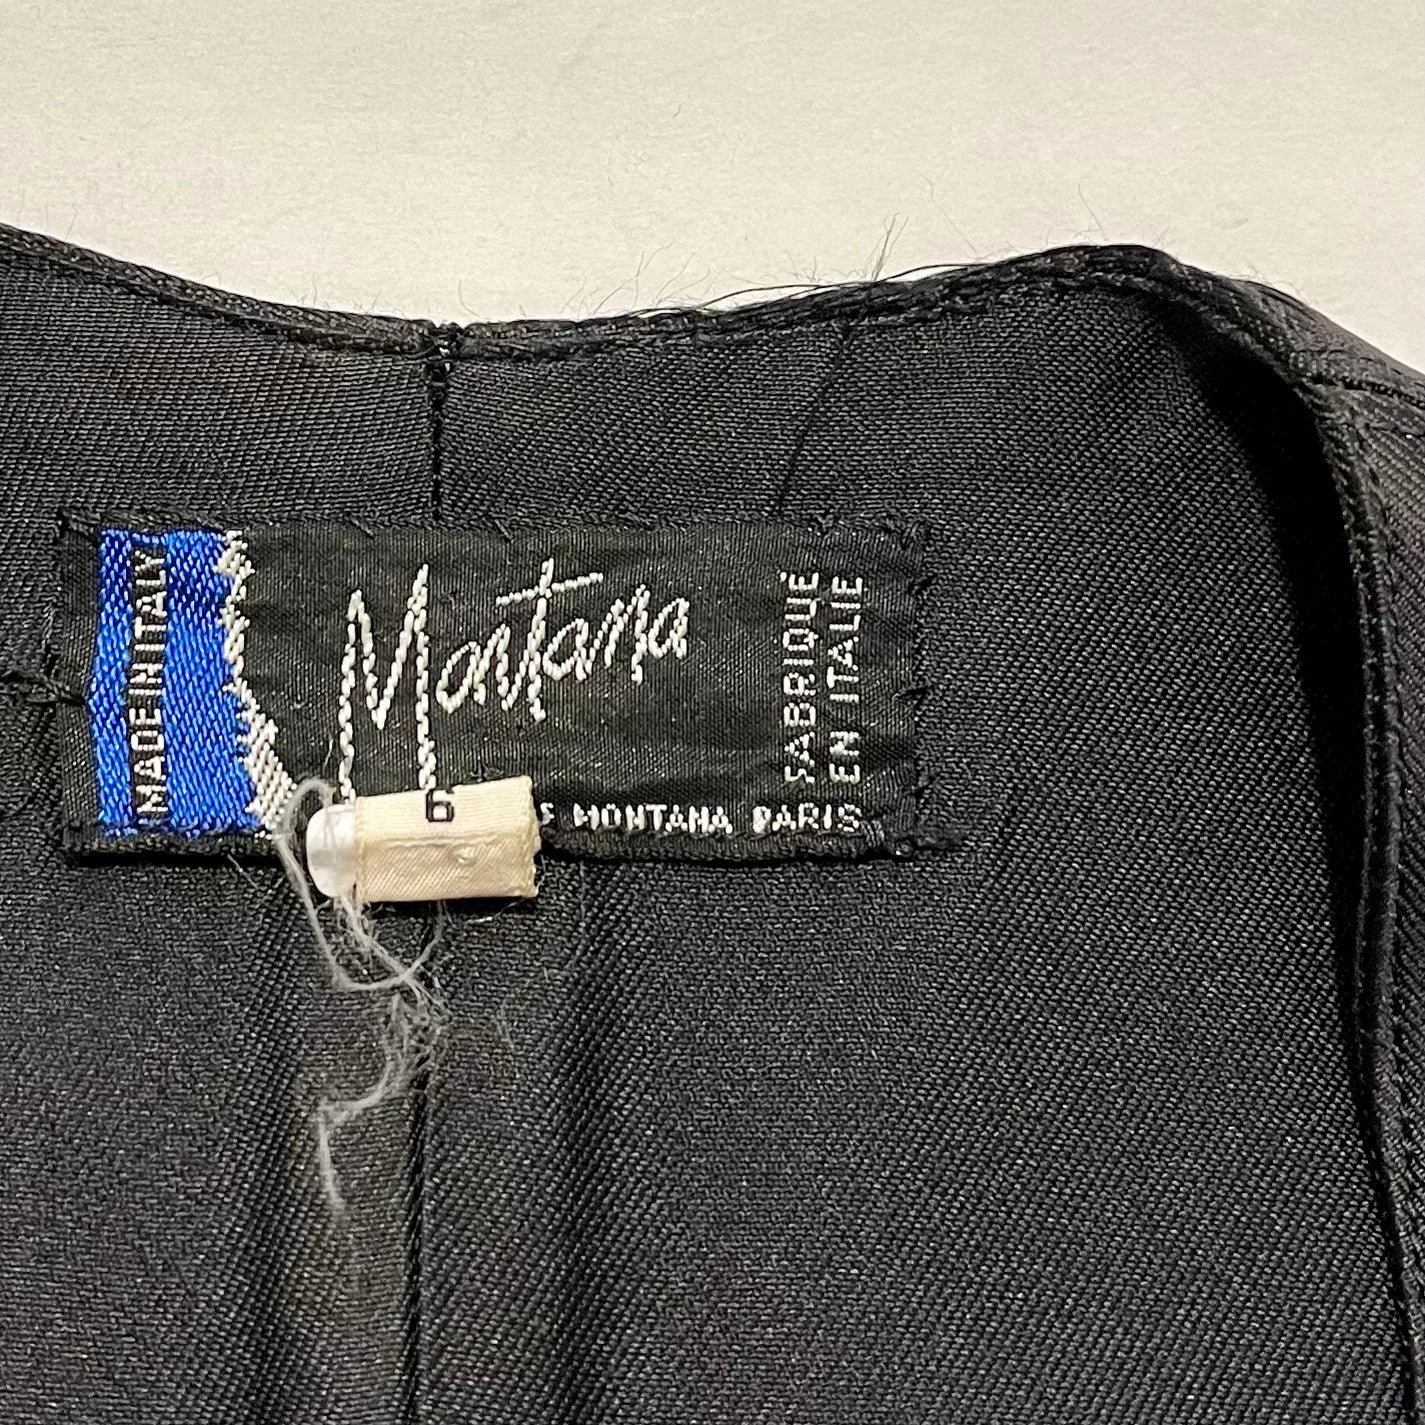 MADE IN ITALY
Montana
FABRIQUÉ
EN ITALIE
6
MONTANA PARIS